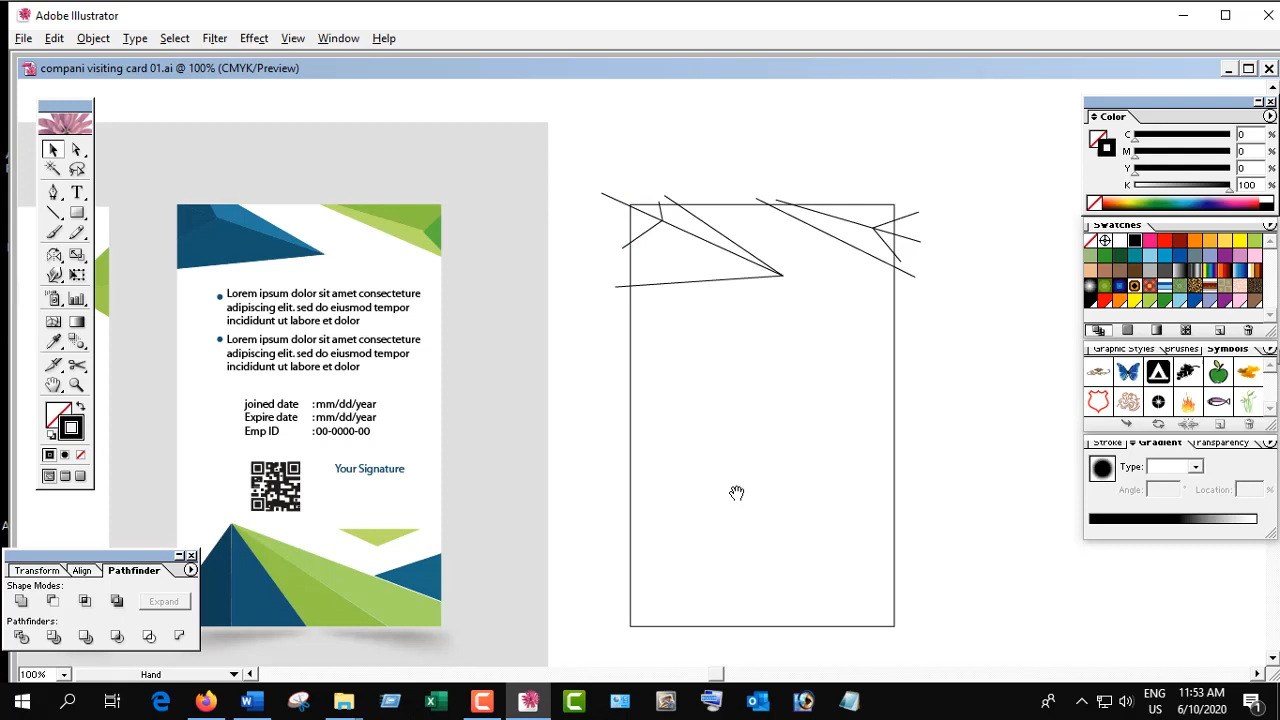 Adobe Illustrator
File Edit Object Type Select Filter Effect View Window Help
compani visiting card 01.ai @ 100% (CMYK/Preview)
Color
C 0 %
M 0 %
Y 0 %
K 100 %
Swatches
Graphic Styles Brushes Symbols
Stroke Gradient Transparency
Type:
Angle: ° Location: %
Lorem ipsum dolor sit amet consecteture
adipiscing elit. sed do eiusmod tempor
incididunt ut labore et dolor
Lorem ipsum dolor sit amet consecteture
adipiscing elit. sed do eiusmod tempor
incididunt ut labore et dolor
joined date :mm/dd/year
Expire date :mm/dd/year
Emp ID :00-0000-00
Your Signature
Transform Align Pathfinder
Shape Modes:
Expand
Pathfinders:
100% Hand
ENG 11:53 AM
US 6/10/2020